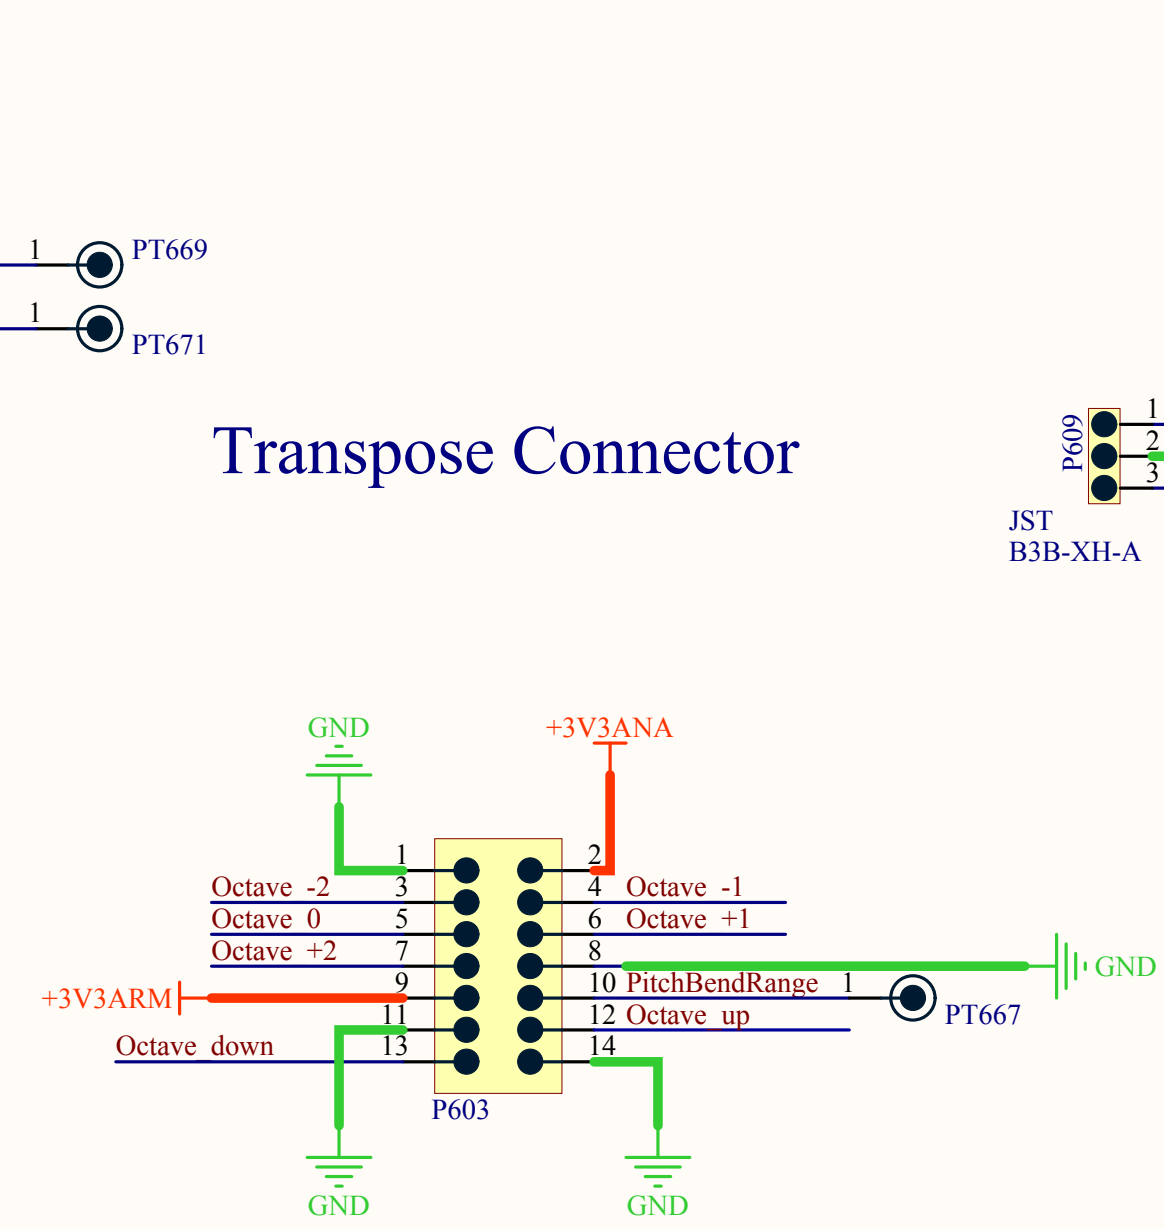 1 PT669
1
PT671
Transpose Connector
P609
1
2
3
JST
B3B-XH-A
GND +3V3ANA
1 2
Octave -2 3 4 Octave -1
Octave 0 5 6 Octave +1
Octave +2 7 8 GND
+3V3ARM 9 10 PitchBendRange 1
11 12 Octave up PT667
Octave down 13 14
P603
GND GND